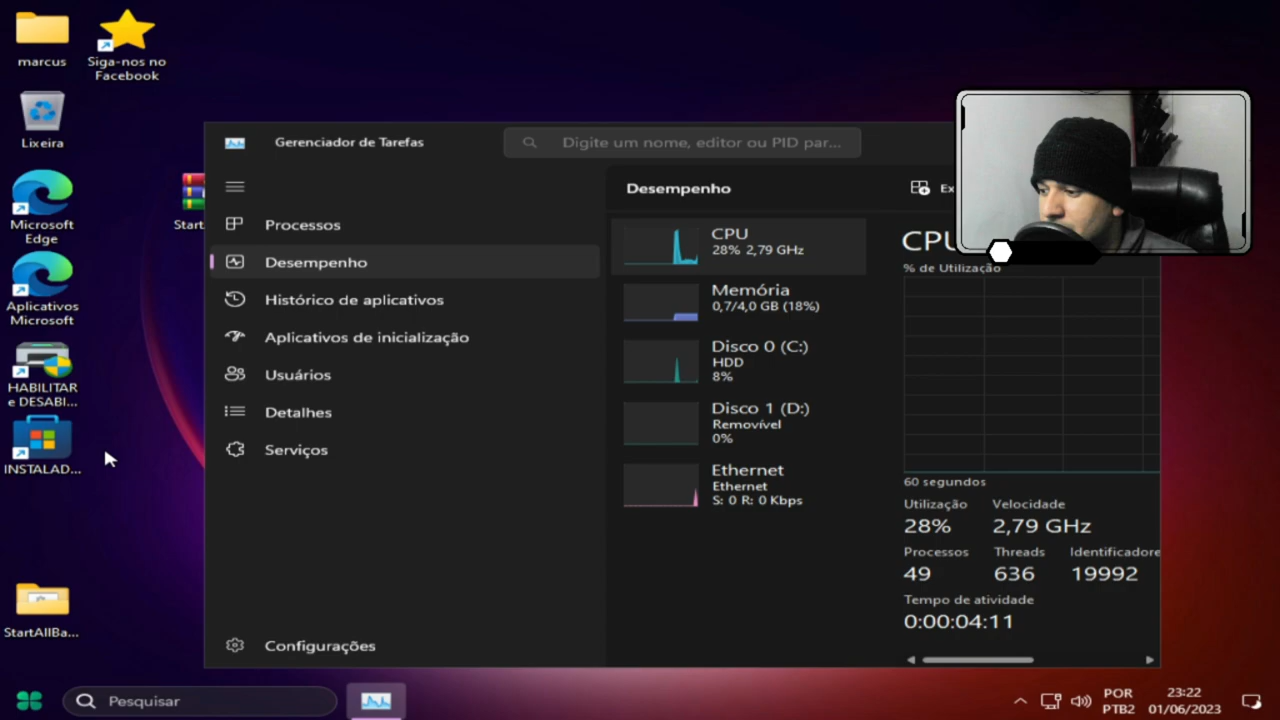 marcus
Siga-nos no
Facebook
Lixeira
Microsoft
Edge
Aplicativos
Microsoft
HABILITAR
e DESABI...
INSTALAD...
StartAllBa...
Start
Gerenciador de Tarefas
Digite um nome, editor ou PID par...
Processos
Desempenho
Histórico de aplicativos
Aplicativos de inicialização
Usuários
Detalhes
Serviços
Configurações
Desempenho
Ex
CPU
28% 2,79 GHz
Memória
0,7/4,0 GB (18%)
Disco 0 (C:)
HDD
8%
Disco 1 (D:)
Removível
0%
Ethernet
Ethernet
S: 0 R: 0 Kbps
CPU
% de Utilização
60 segundos
Utilização Velocidade
28% 2,79 GHz
Processos Threads Identificadore
49 636 19992
Tempo de atividade
0:00:04:11
Pesquisar
POR
PTB2
23:22
01/06/2023